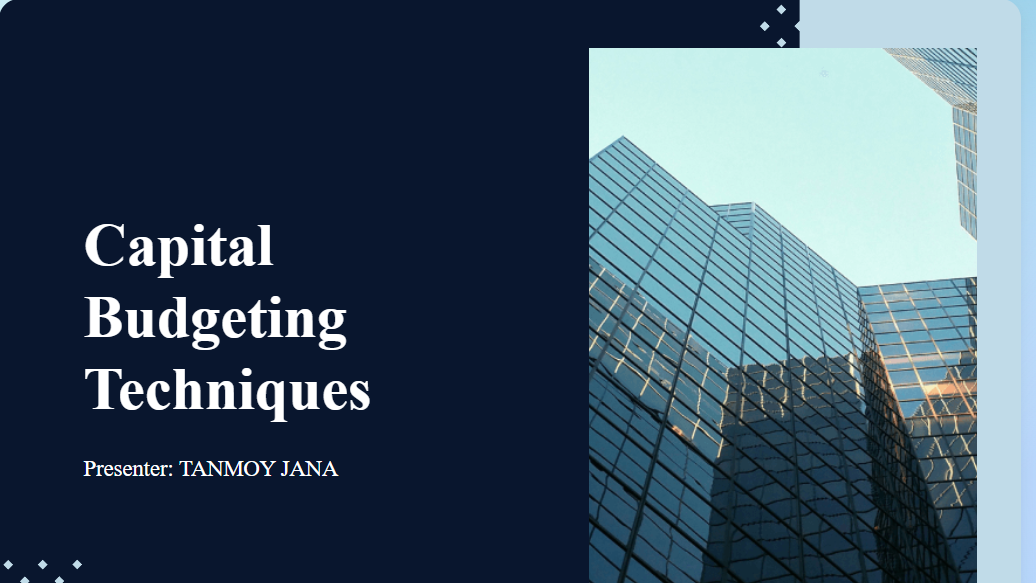 Capital
Budgeting
Techniques
Presenter: TANMOY JANA